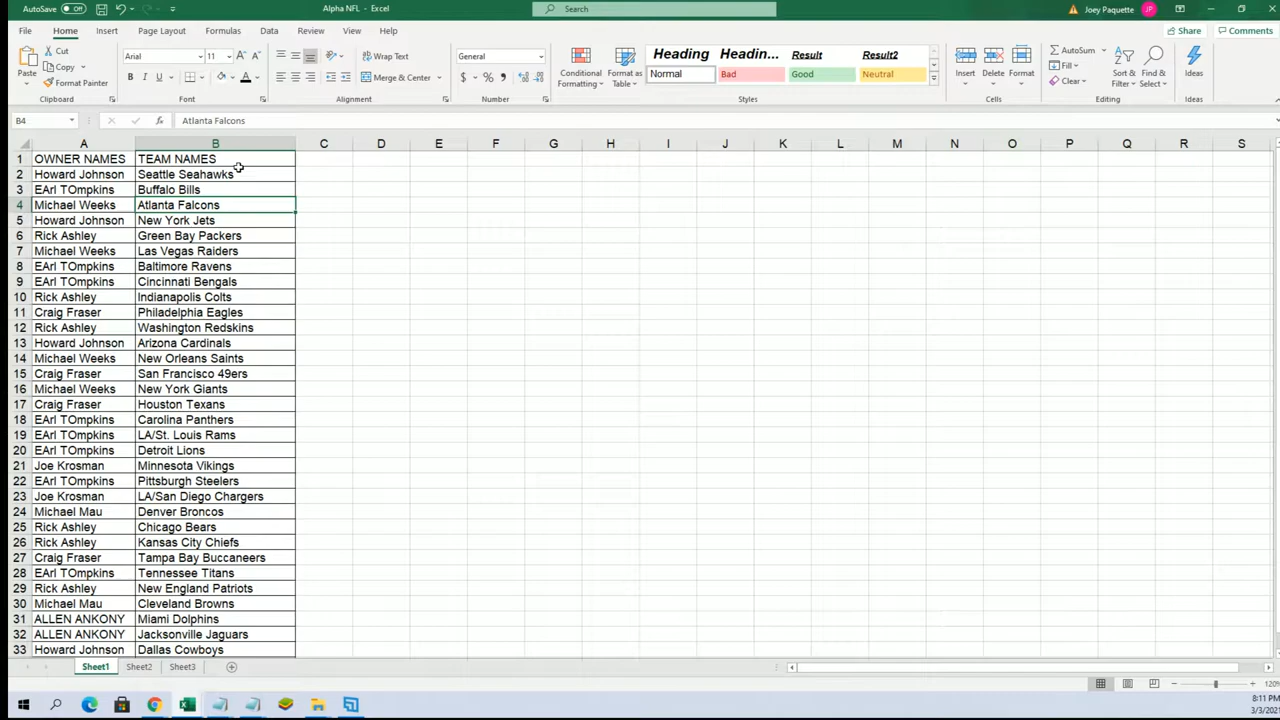 AutoSave Off Alpha NFL - Excel Search Joey Paquette JP
File Home Insert Page Layout Formulas Data Review View Help Share Comments
Paste Cut Copy Format Painter Clipboard
Arial 11 B I U A Font
Wrap Text Merge & Center Alignment
General $ % Number
Conditional Formatting Format as Table
Heading Headin... Result Result2
Normal Bad Good Neutral Styles
Insert Delete Format Cells
AutoSum Fill Clear Sort & Filter Find & Select Editing
Ideas Ideas
B4 fx Atlanta Falcons
A B C D E F G H I J K L M N O P Q R S
1 OWNER NAMES TEAM NAMES
2 Howard Johnson Seattle Seahawks
3 EArl TOmpkins Buffalo Bills
4 Michael Weeks Atlanta Falcons
5 Howard Johnson New York Jets
6 Rick Ashley Green Bay Packers
7 Michael Weeks Las Vegas Raiders
8 EArl TOmpkins Baltimore Ravens
9 EArl TOmpkins Cincinnati Bengals
10 Rick Ashley Indianapolis Colts
11 Craig Fraser Philadelphia Eagles
12 Rick Ashley Washington Redskins
13 Howard Johnson Arizona Cardinals
14 Michael Weeks New Orleans Saints
15 Craig Fraser San Francisco 49ers
16 Michael Weeks New York Giants
17 Craig Fraser Houston Texans
18 EArl TOmpkins Carolina Panthers
19 EArl TOmpkins LA/St. Louis Rams
20 EArl TOmpkins Detroit Lions
21 Joe Krosman Minnesota Vikings
22 EArl TOmpkins Pittsburgh Steelers
23 Joe Krosman LA/San Diego Chargers
24 Michael Mau Denver Broncos
25 Rick Ashley Chicago Bears
26 Rick Ashley Kansas City Chiefs
27 Craig Fraser Tampa Bay Buccaneers
28 EArl TOmpkins Tennessee Titans
29 Rick Ashley New England Patriots
30 Michael Mau Cleveland Browns
31 ALLEN ANKONY Miami Dolphins
32 ALLEN ANKONY Jacksonville Jaguars
33 Howard Johnson Dallas Cowboys
Sheet1 Sheet2 Sheet3
120%
8:11 PM
3/3/2021